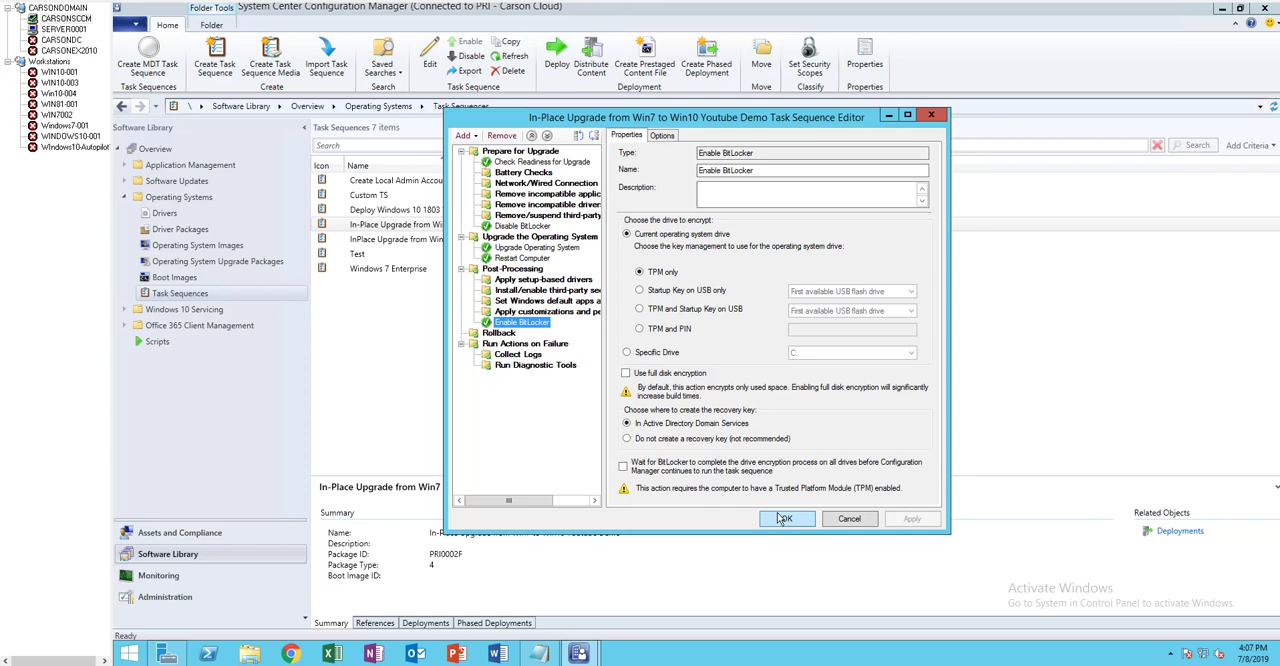 CARSONDOMAIN
CARSONSCCM
SERVER0001
CARSONDC
CARSONEX2010
Workstations
WIN10-001
WIN10-003
Win10-004
WIN81-001
WIN7002
Windows7-001
WINDOWS10-001
WIndows10-Autopilot
Folder Tools
System Center Configuration Manager (Connected to PRI - Carson Cloud)
Home
Folder
Create MDT Task Sequence
Task Sequences
Create Task Sequence
Create Task Sequence Media
Import Task Sequence
Create
Saved Searches
Search
Edit
Enable
Disable
Export
Copy
Refresh
Delete
Task Sequence
Deploy
Distribute Content
Create Prestaged Content File
Create Phased Deployment
Deployment
Move
Move
Set Security Scopes
Classify
Properties
Properties
\ Software Library Overview Operating Systems Task Sequences
Software Library
Overview
Application Management
Software Updates
Operating Systems
Drivers
Driver Packages
Operating System Images
Operating System Upgrade Packages
Boot Images
Task Sequences
Windows 10 Servicing
Office 365 Client Management
Scripts
Assets and Compliance
Software Library
Monitoring
Administration
Task Sequences 7 items
Search
Search
Add Criteria
Icon Name
Create Local Admin Accou
Custom TS
Deploy Windows 10 1803
In-Place Upgrade from Wi
InPlace Upgrade from Win
Test
Windows 7 Enterprise
In-Place Upgrade from Win7 to Win10 Youtube Demo Task Sequence Editor
Add
Remove
Prepare for Upgrade
Check Readiness for Upgrade
Battery Checks
Network/Wired Connection
Remove incompatible applic
Remove incompatible driver
Remove/suspend third-party
Disable BitLocker
Upgrade the Operating System
Upgrade Operating System
Restart Computer
Post-Processing
Apply setup-based drivers
Install/enable third-party sec
Set Windows default apps a
Apply customizations and pe
Enable BitLocker
Rollback
Run Actions on Failure
Collect Logs
Run Diagnostic Tools
Properties
Options
Type: Enable BitLocker
Name: Enable BitLocker
Description:
Choose the drive to encrypt:
Current operating system drive
Choose the key management to use for the operating system drive:
TPM only
Startup Key on USB only First available USB flash drive
TPM and Startup Key on USB First available USB flash drive
TPM and PIN
Specific Drive C:
Use full disk encryption
By default, this action encrypts only used space. Enabling full disk encryption will significantly
increase build times.
Choose where to create the recovery key:
In Active Directory Domain Services
Do not create a recovery key (not recommended)
Wait for BitLocker to complete the drive encryption process on all drives before Configuration
Manager continues to run the task sequence
This action requires the computer to have a Trusted Platform Module (TPM) enabled.
OK
Cancel
Apply
In-Place Upgrade from Win7
Summary
Name:
Description:
Package ID: PRI0002F
Package Type: 4
Boot Image ID:
Related Objects
Deployments
Summary References Deployments Phased Deployments
Ready
Activate Windows
Go to System in Control Panel to activate Windows.
4:07 PM
7/8/2019